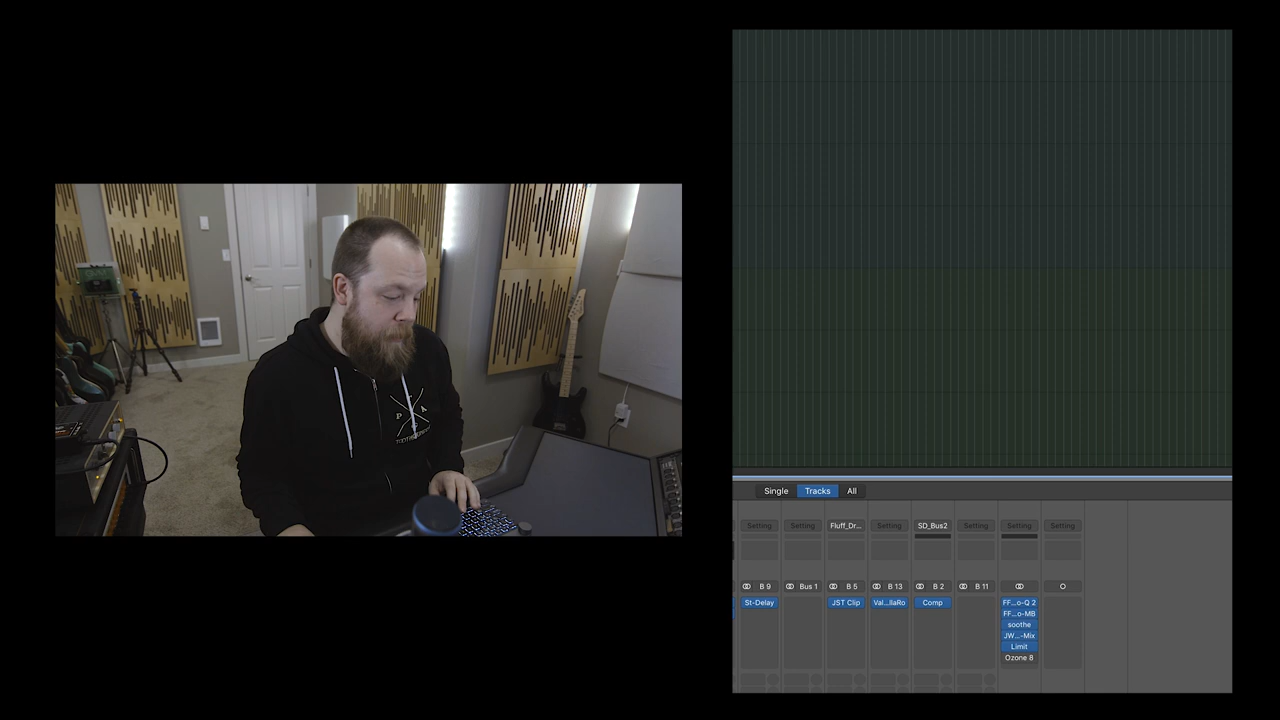 P A
Single Tracks All
Setting Setting Fluff_Dr... Setting SD_Bus2 Setting Setting Setting
B 9 Bus 1 B 5 B 13 B 2 B 11
St-Delay JST Clip Val...llaRo Comp FF...o-Q 2
FF...o-MB
soothe
JW...-Mix
Limit
Ozone 8